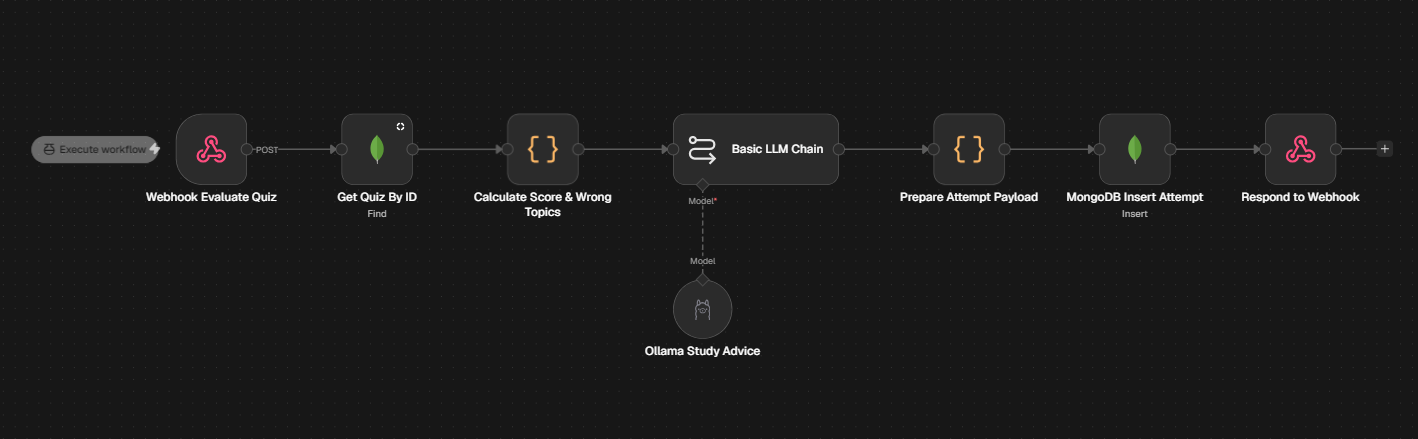 Execute workflow
POST
Basic LLM Chain
Webhook Evaluate Quiz
Get Quiz By ID
Find
Calculate Score & Wrong
Topics
Model*
Prepare Attempt Payload
MongoDB Insert Attempt
Insert
Respond to Webhook
Model
Ollama Study Advice